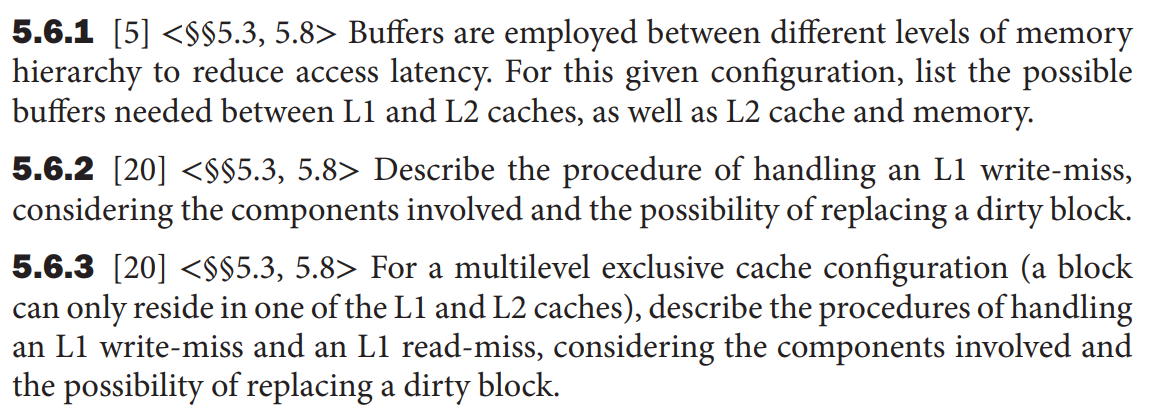 5.6.1 [5] <§§5.3, 5.8> Buffers are employed between different levels of memory
hierarchy to reduce access latency. For this given configuration, list the possible
buffers needed between L1 and L2 caches, as well as L2 cache and memory.
5.6.2 [20] <§§5.3, 5.8> Describe the procedure of handling an L1 write-miss,
considering the components involved and the possibility of replacing a dirty block.
5.6.3 [20] <§§5.3, 5.8> For a multilevel exclusive cache configuration (a block
can only reside in one of the L1 and L2 caches), describe the procedures of handling
an L1 write-miss and an L1 read-miss, considering the components involved and
the possibility of replacing a dirty block.